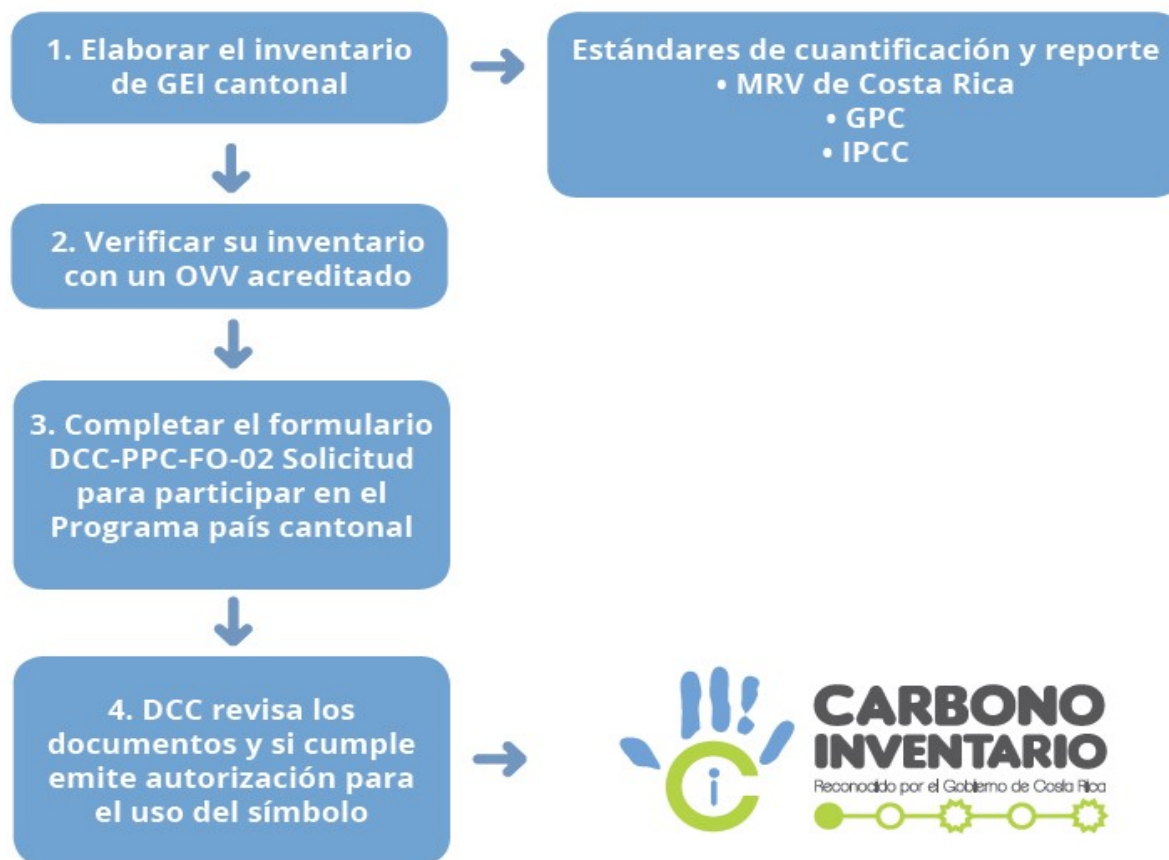 1. Elaborar el inventario
de GEI cantonal
Estándares de cuantificación y reporte
• MRV de Costa Rica
• GPC
• IPCC
2. Verificar su inventario
con un OVV acreditado
3. Completar el formulario
DCC-PPC-FO-02 Solicitud
para participar en el
Programa país cantonal
4. DCC revisa los
documentos y si cumple
emite autorización para
el uso del símbolo
C i
CARBONO
INVENTARIO
Reconocido por el Gobierno de Costa Rica